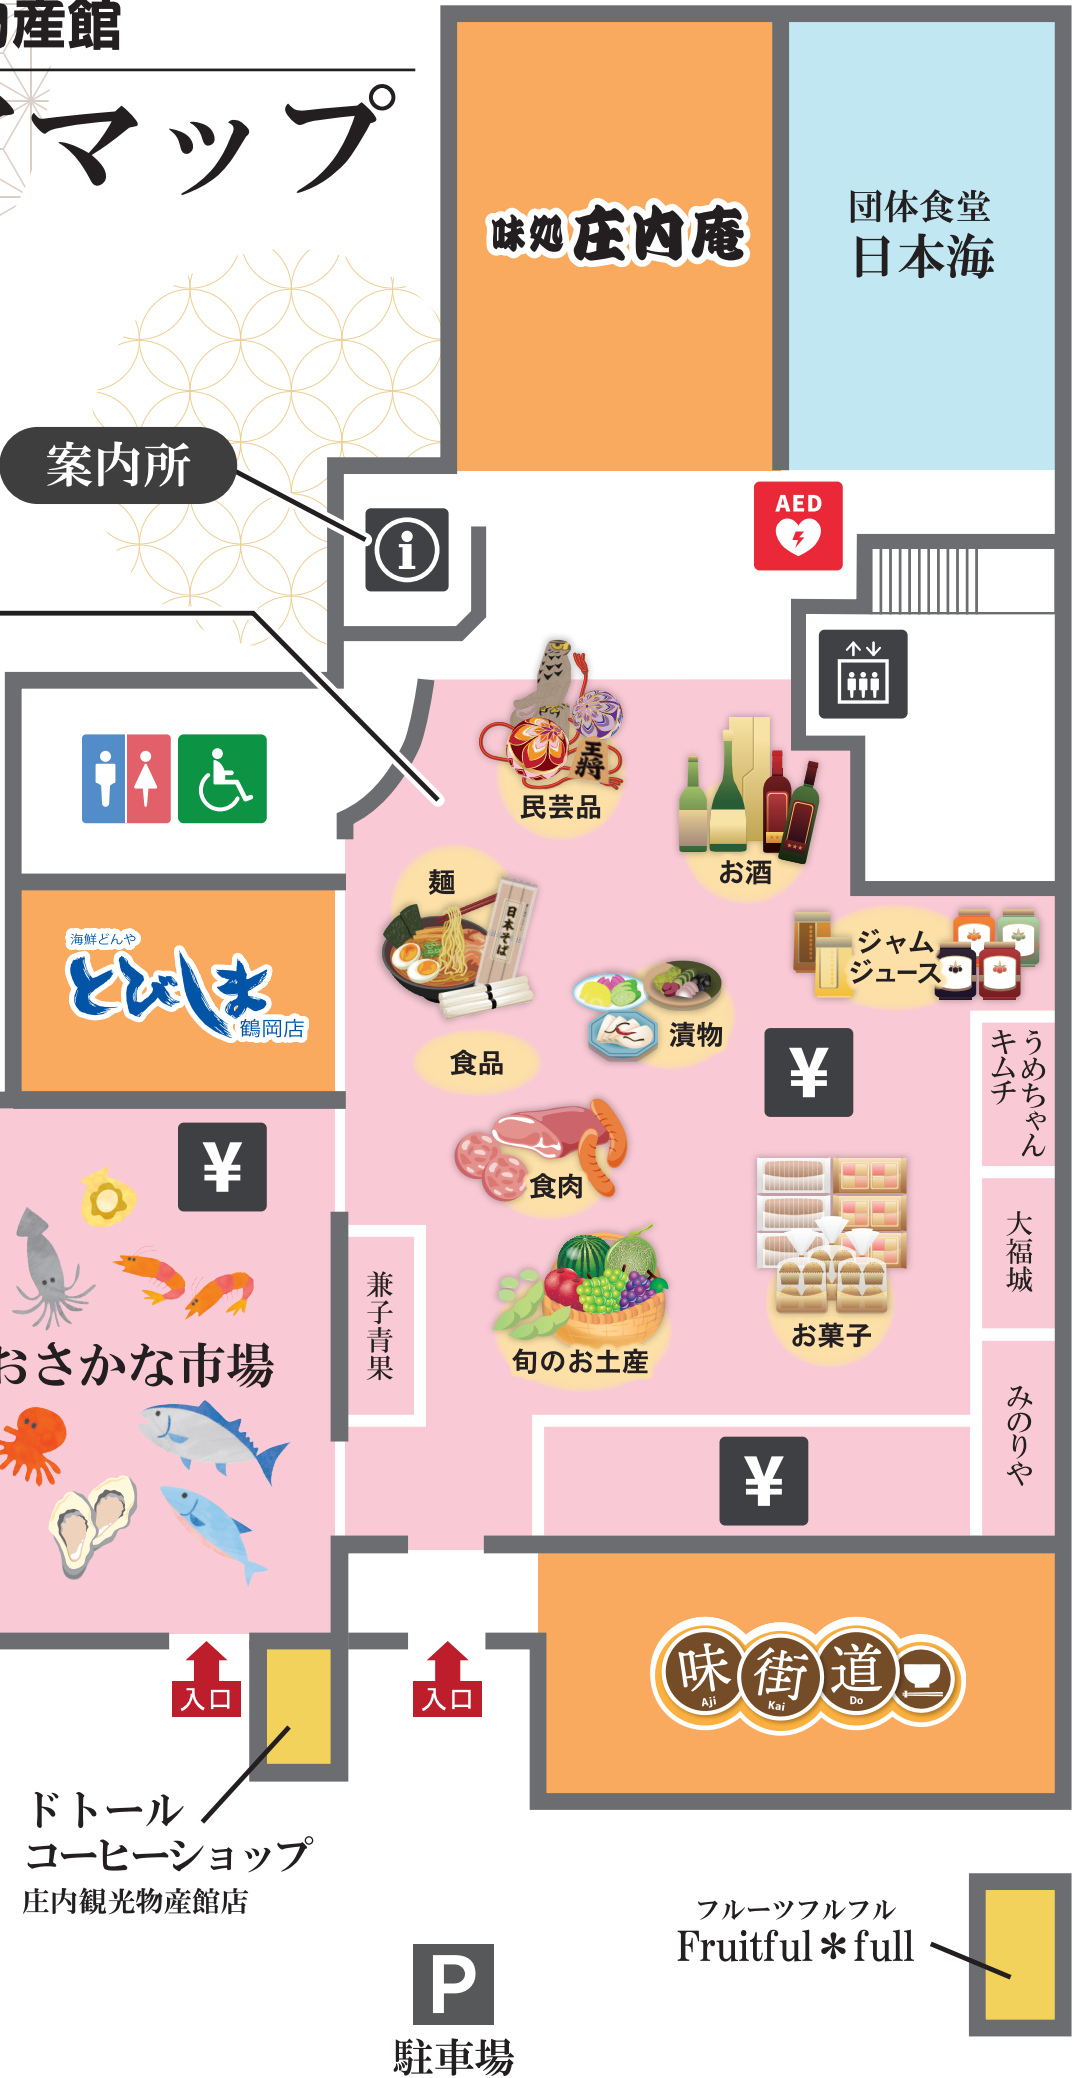 産館
マップ
味処 庄内庵
団体食堂
日本海
案内所
i
AED
民芸品
王将
お酒
麺
日本そば
海鮮どんや
とびしま
鶴岡店
ジャム
ジュース
漬物
食品
¥
うめちゃん
キムチ
¥
食肉
大福城
兼子青果
お菓子
旬のお土産
おさかな市場
みのりや
¥
味街道
Aji Kai Do
入口
入口
ドトール
コーヒーショップ
庄内観光物産館店
フルーツフルフル
Fruitful＊full
P
駐車場